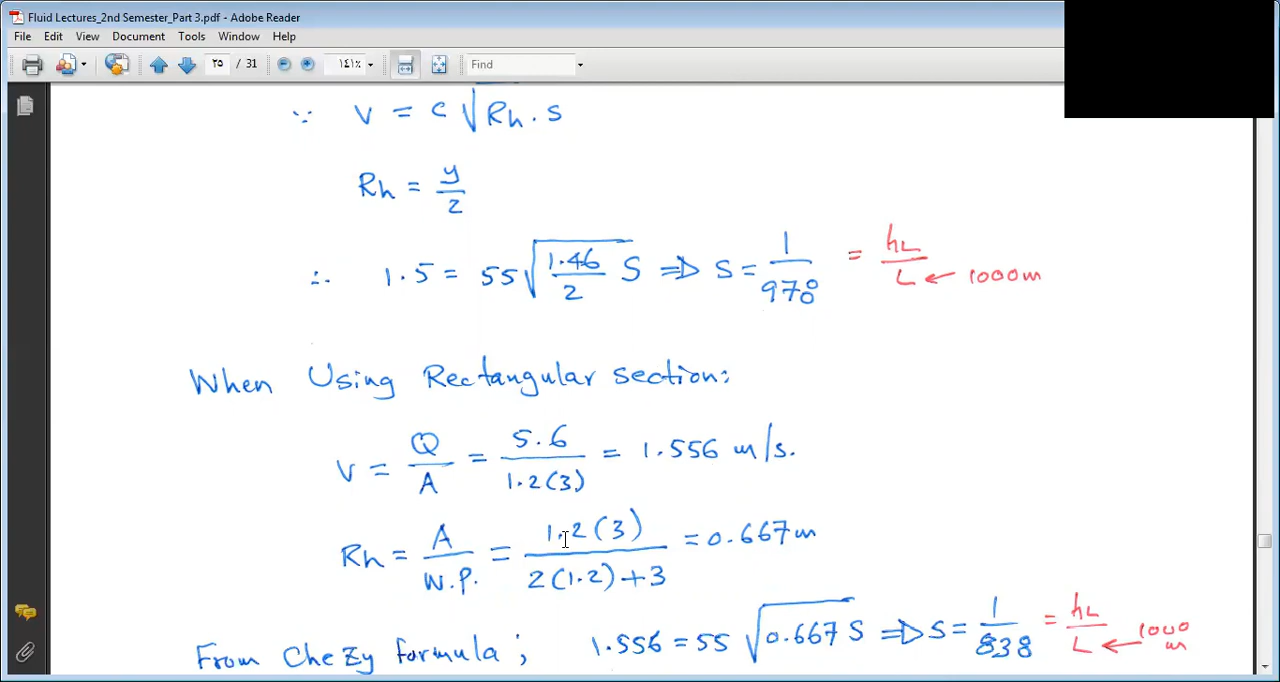 Fluid Lectures_2nd Semester_Part 3.pdf - Adobe Reader
File Edit View Document Tools Window Help
٢٥ / 31 ١٤١٪ Find
∵ V = C √Rh . S
Rh = y/2
∴ 1.5 = 55 √(1.46/2 S) ⇒ S = 1/970 = hL/L ← 1000m
When Using Rectangular section:
V = Q/A = 5.6/1.2(3) = 1.556 m/s.
Rh = A/W.P. = 1.2(3)/2(1.2)+3 = 0.667m
From Chezy formula ; 1.556 = 55 √0.667 S ⇒ S = 1/838 = hL/L ← 1000 m